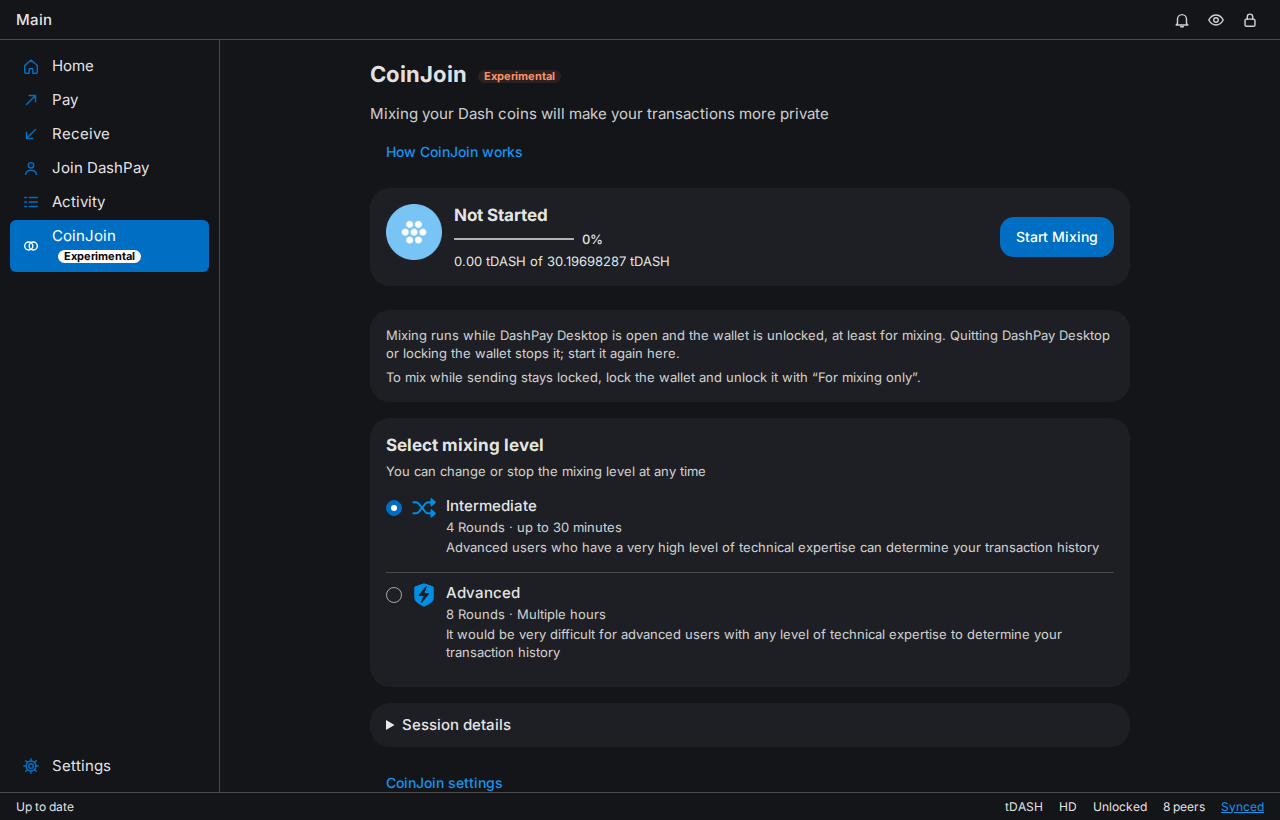 Main
Home
Pay
Receive
Join DashPay
Activity
CoinJoin
Experimental
Settings
CoinJoin Experimental
Mixing your Dash coins will make your transactions more private
How CoinJoin works
Not Started
0%
0.00 tDASH of 30.19698287 tDASH
Start Mixing
Mixing runs while DashPay Desktop is open and the wallet is unlocked, at least for mixing. Quitting DashPay Desktop
or locking the wallet stops it; start it again here.
To mix while sending stays locked, lock the wallet and unlock it with “For mixing only”.
Select mixing level
You can change or stop the mixing level at any time
Intermediate
4 Rounds · up to 30 minutes
Advanced users who have a very high level of technical expertise can determine your transaction history
Advanced
8 Rounds · Multiple hours
It would be very difficult for advanced users with any level of technical expertise to determine your
transaction history
Session details
CoinJoin settings
Up to date
tDASH HD Unlocked 8 peers Synced